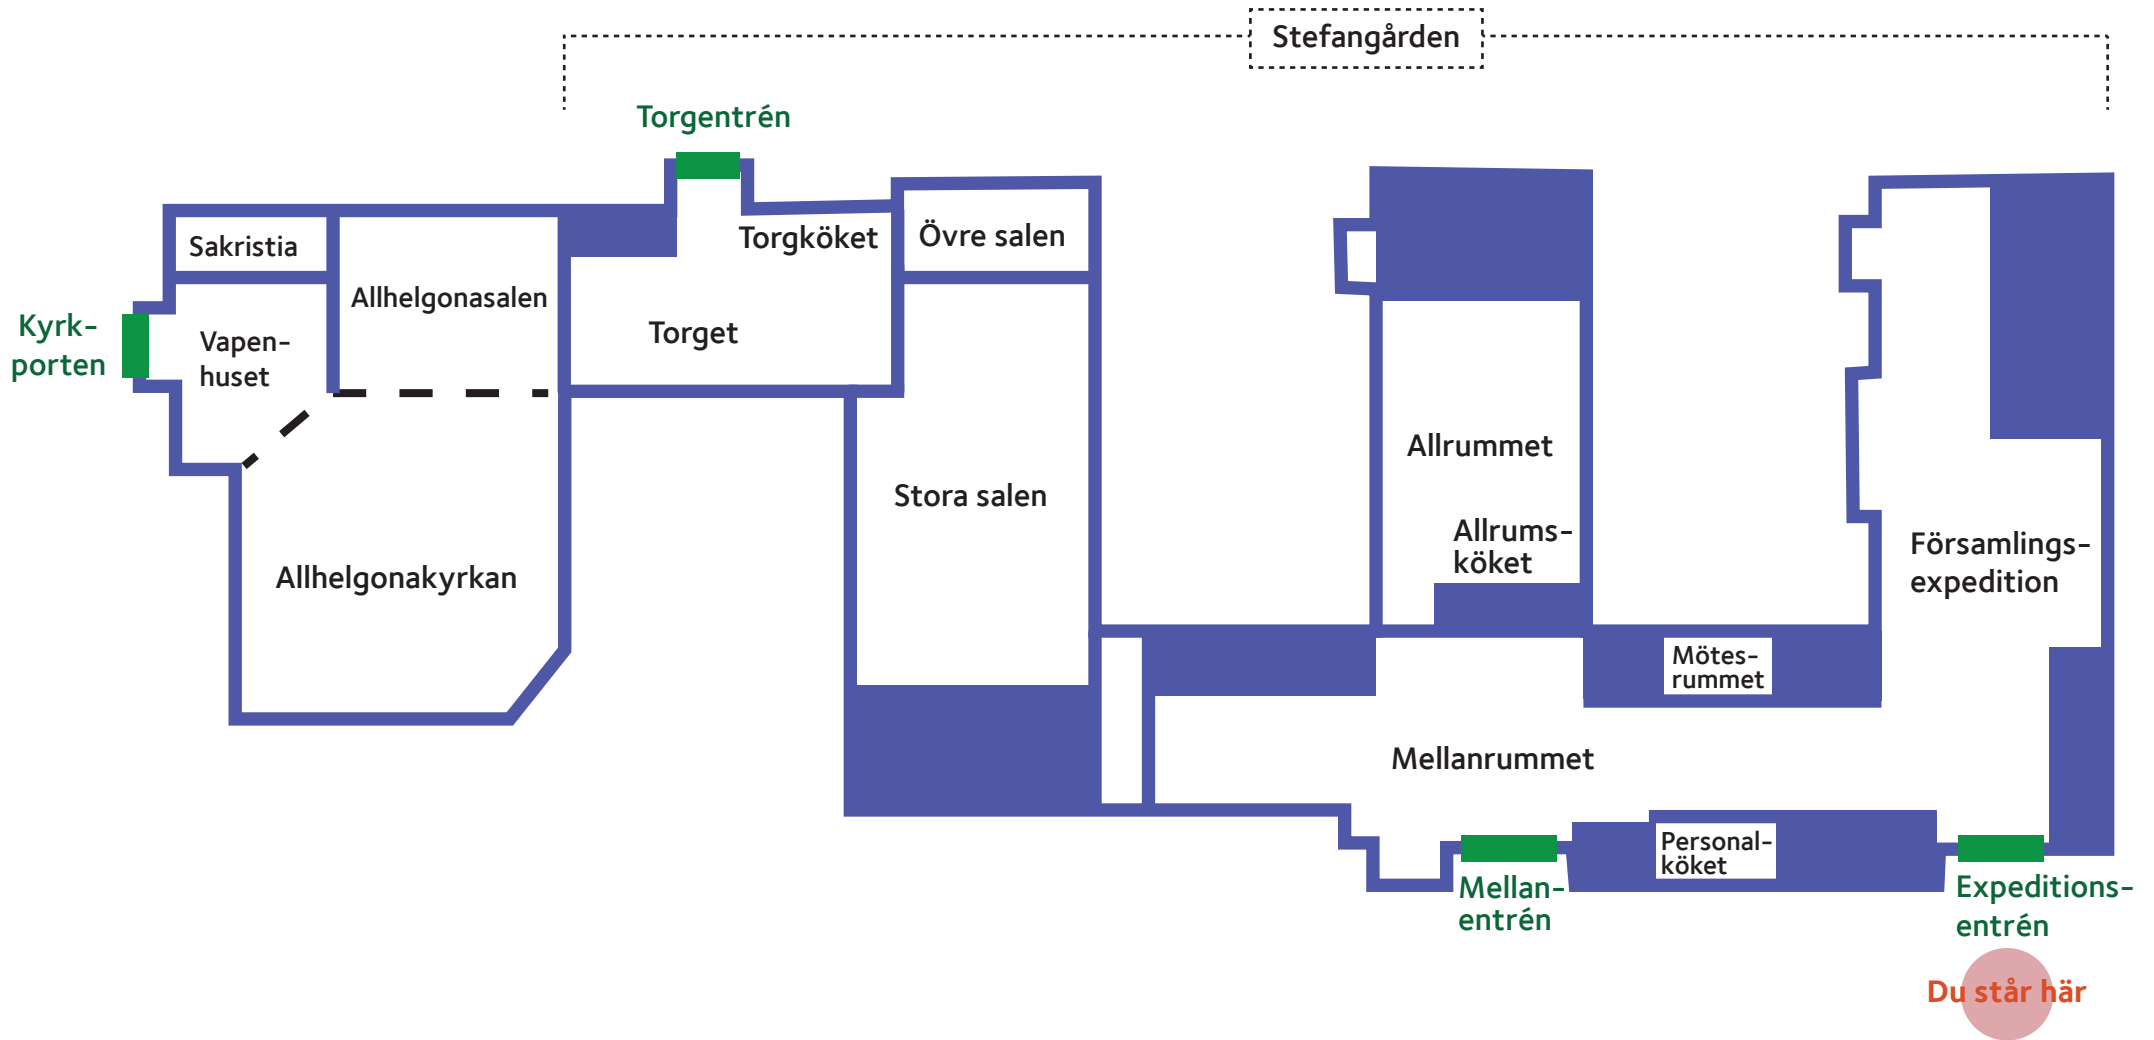 Stefangården
Torgentrén
Sakristia
Torgköket
Övre salen
Allhelgonasalen
Kyrk-
porten
Vapen-
huset
Torget
Allrummet
Stora salen
Allrums-
köket
Församlings-
expedition
Allhelgonakyrkan
Mötes-
rummet
Mellanrummet
Personal-
köket
Mellan-
entrén
Expeditions-
entrén
Du står här